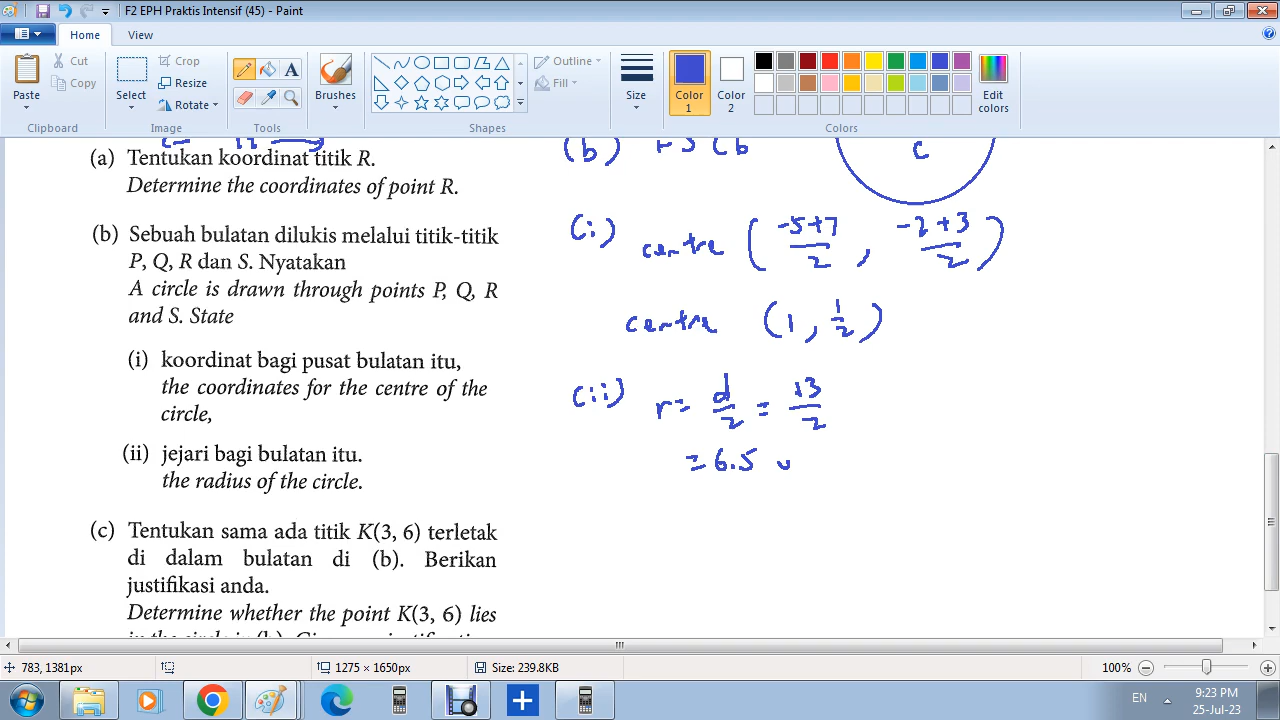 F2 EPH Praktis Intensif (45) - Paint
Home View
Paste Cut Copy Select Crop Resize Rotate Brushes Outline Fill Size Color 1 Color 2 Edit colors
Clipboard Image Tools Shapes Colors
(a) Tentukan koordinat titik R.
Determine the coordinates of point R.
(b) Sebuah bulatan dilukis melalui titik-titik
P, Q, R dan S. Nyatakan
A circle is drawn through points P, Q, R
and S. State
(i) koordinat bagi pusat bulatan itu,
the coordinates for the centre of the
circle,
(ii) jejari bagi bulatan itu.
the radius of the circle.
(c) Tentukan sama ada titik K(3, 6) terletak
di dalam bulatan di (b). Berikan
justifikasi anda.
Determine whether the point K(3, 6) lies
(b)
C
(i) centre (-5+7/2, -2+3/2)
centre (1, 1/2)
(ii) r = d/2 = 13/2
= 6.5 u
783, 1381px 1275 × 1650px Size: 239.8KB 100%
EN 9:23 PM
25-Jul-23